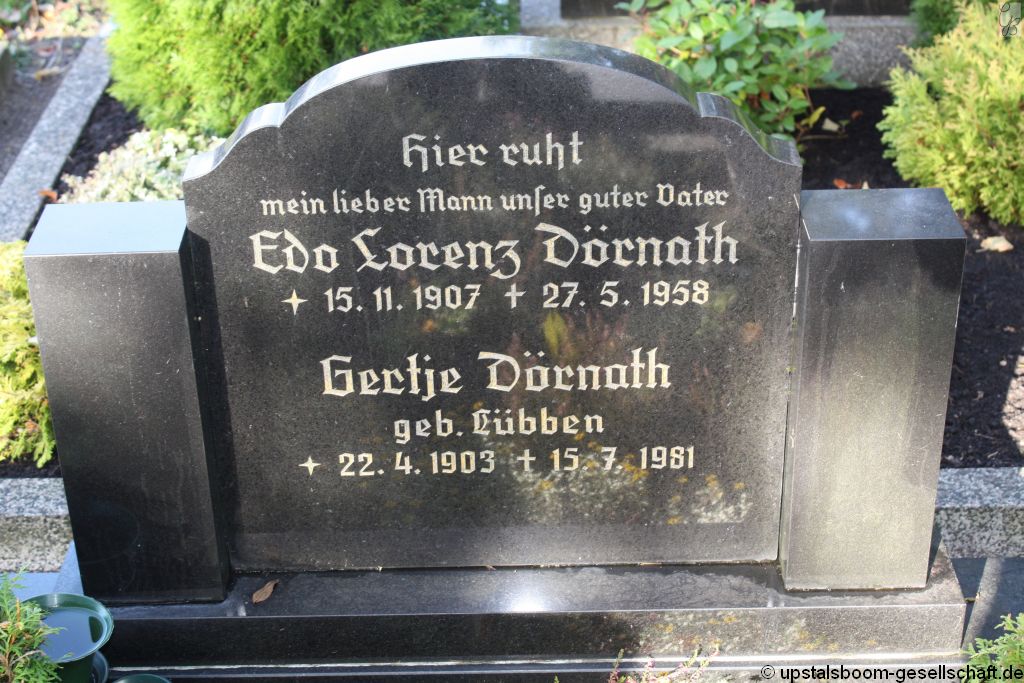 Hier ruht
mein lieber Mann unser guter Vater
Edo Lorenz Dörnath
15. 11. 1907 † 27. 5. 1958
Gertje Dörnath
geb. Lübben
22. 4. 1903 † 15. 7. 1981
© upstalsboom-gesellschaft.de